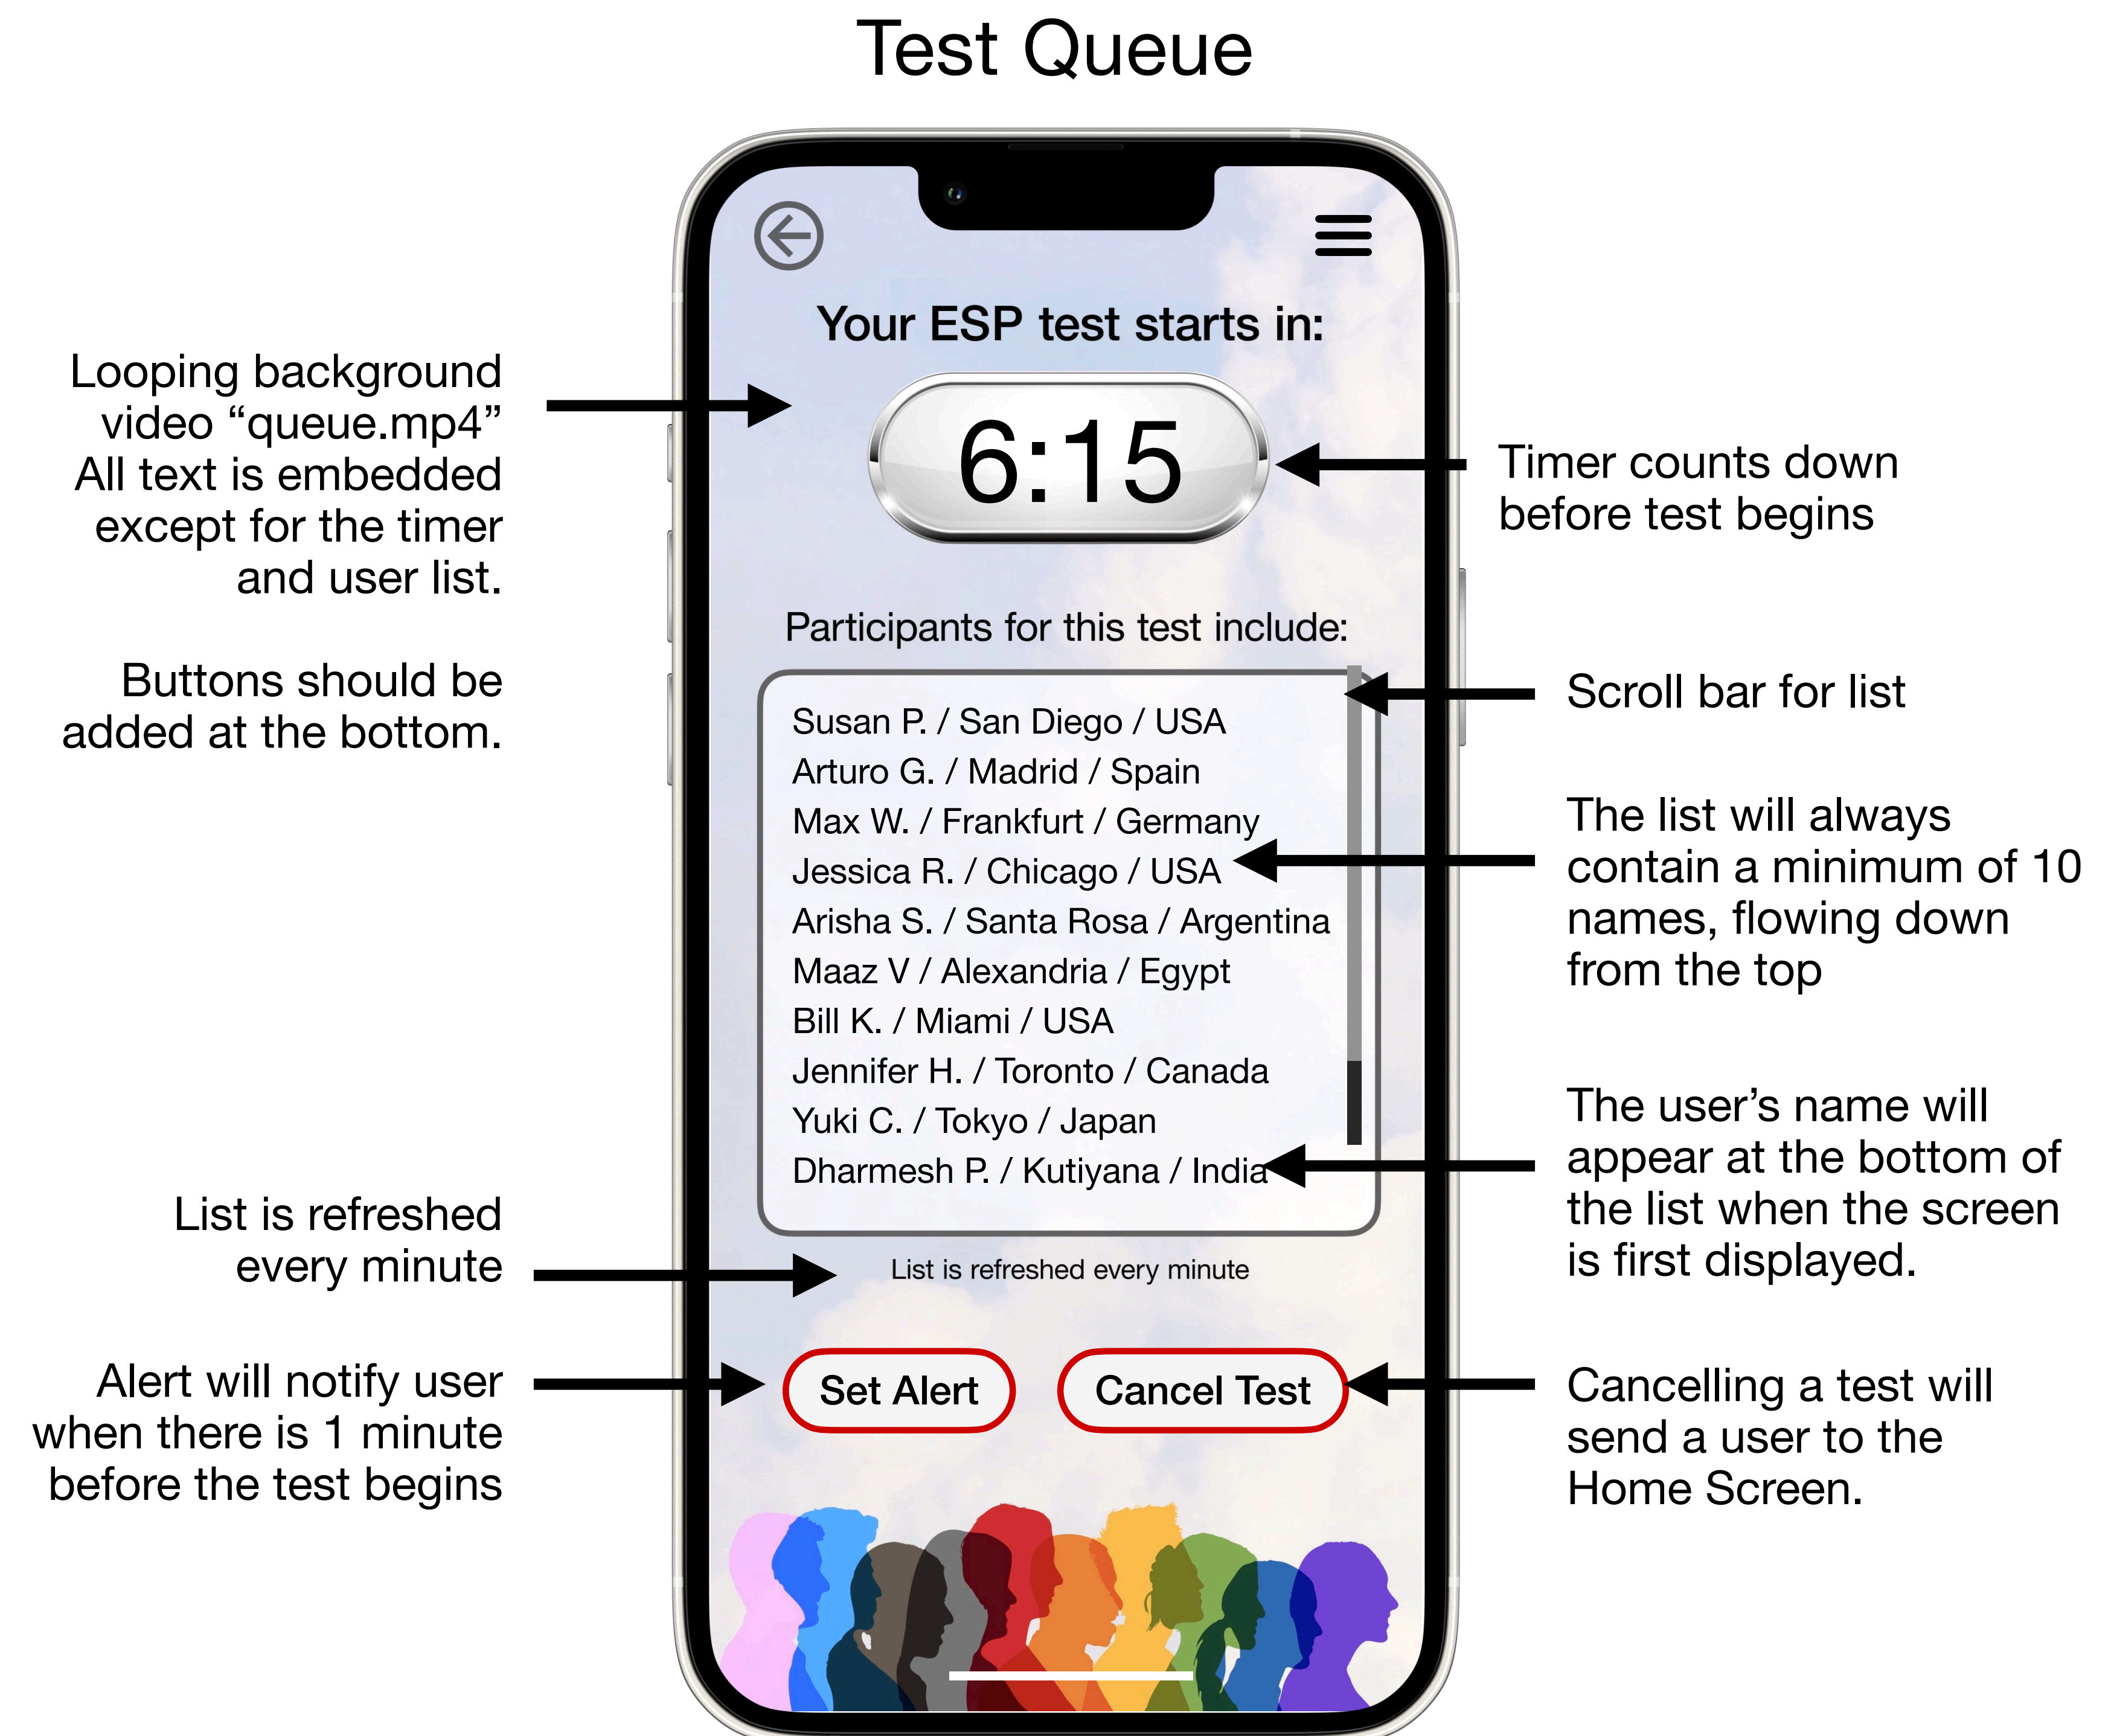 Test Queue
Looping background
video “queue.mp4”
All text is embedded
except for the timer
and user list.
Buttons should be
added at the bottom.
List is refreshed
every minute
Alert will notify user
when there is 1 minute
before the test begins
Your ESP test starts in:
6:15
Participants for this test include:
Susan P. / San Diego / USA
Arturo G. / Madrid / Spain
Max W. / Frankfurt / Germany
Jessica R. / Chicago / USA
Arisha S. / Santa Rosa / Argentina
Maaz V / Alexandria / Egypt
Bill K. / Miami / USA
Jennifer H. / Toronto / Canada
Yuki C. / Tokyo / Japan
Dharmesh P. / Kutiyana / India
List is refreshed every minute
Set Alert
Cancel Test
Timer counts down
before test begins
Scroll bar for list
The list will always
contain a minimum of 10
names, flowing down
from the top
The user’s name will
appear at the bottom of
the list when the screen
is first displayed.
Cancelling a test will
send a user to the
Home Screen.